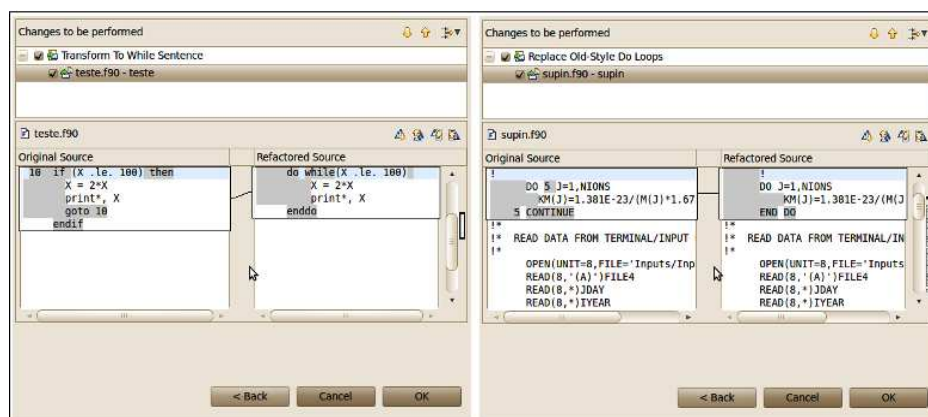 Changes to be performed
Transform To While Sentence
teste.f90 - teste
teste.f90
Original Source
Refactored Source
10 if (X .le. 100) then
X = 2*X
print*, X
goto 10
endif
do while(X .le. 100)
X = 2*X
print*, X
enddo
< Back
Cancel
OK
Changes to be performed
Replace Old-Style Do Loops
supin.f90 - supin
supin.f90
Original Source
Refactored Source
!
DO 5 J=1,NIONS
KM(J)=1.381E-23/(M(J)*1.67
5 CONTINUE
!*
!* READ DATA FROM TERMINAL/INPUT
!*
OPEN(UNIT=8,FILE='Inputs/Inp
READ(8,'(A)')FILE4
READ(8,*)JDAY
READ(8,*)IYEAR
!
DO J=1,NIONS
KM(J)=1.381E-23/(M(J
END DO
!*
!* READ DATA FROM TERMINAL/IN
!*
OPEN(UNIT=8,FILE='Inputs
READ(8,'(A)')FILE4
READ(8,*)JDAY
READ(8,*)IYEAR
< Back
Cancel
OK